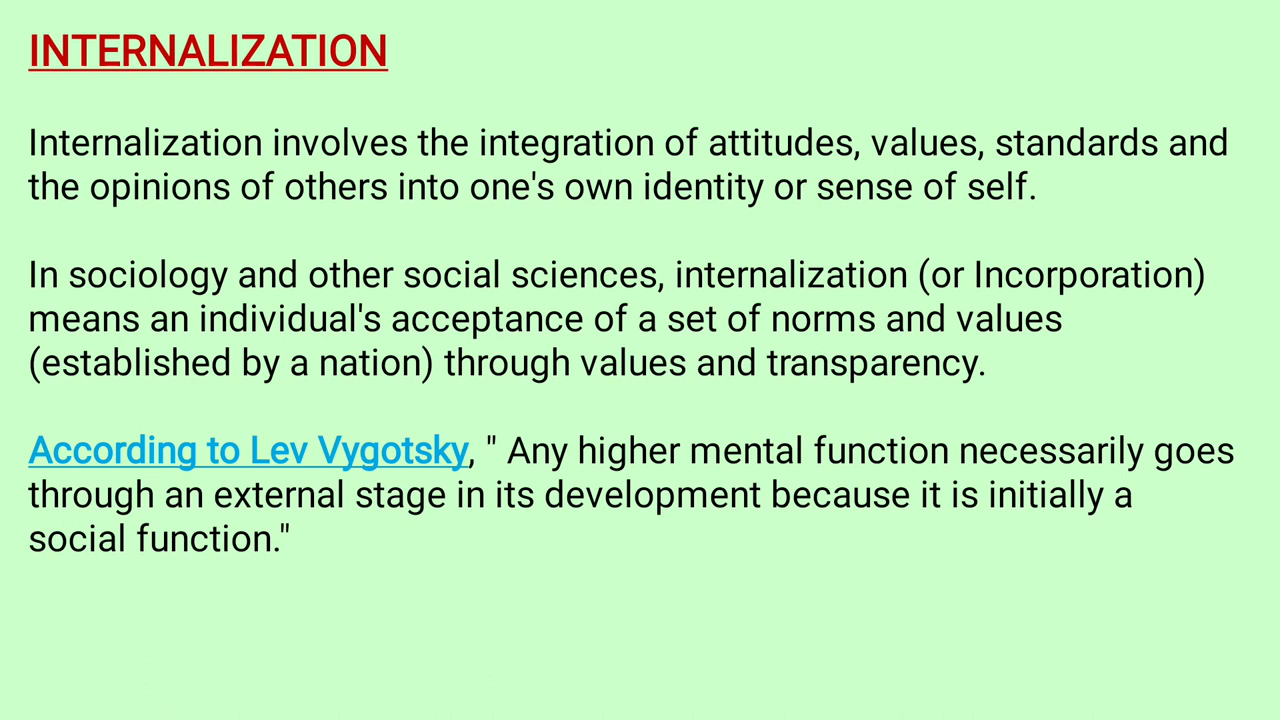 INTERNALIZATION
Internalization involves the integration of attitudes, values, standards and
the opinions of others into one's own identity or sense of self.
In sociology and other social sciences, internalization (or Incorporation)
means an individual's acceptance of a set of norms and values
(established by a nation) through values and transparency.
According to Lev Vygotsky, " Any higher mental function necessarily goes
through an external stage in its development because it is initially a
social function."